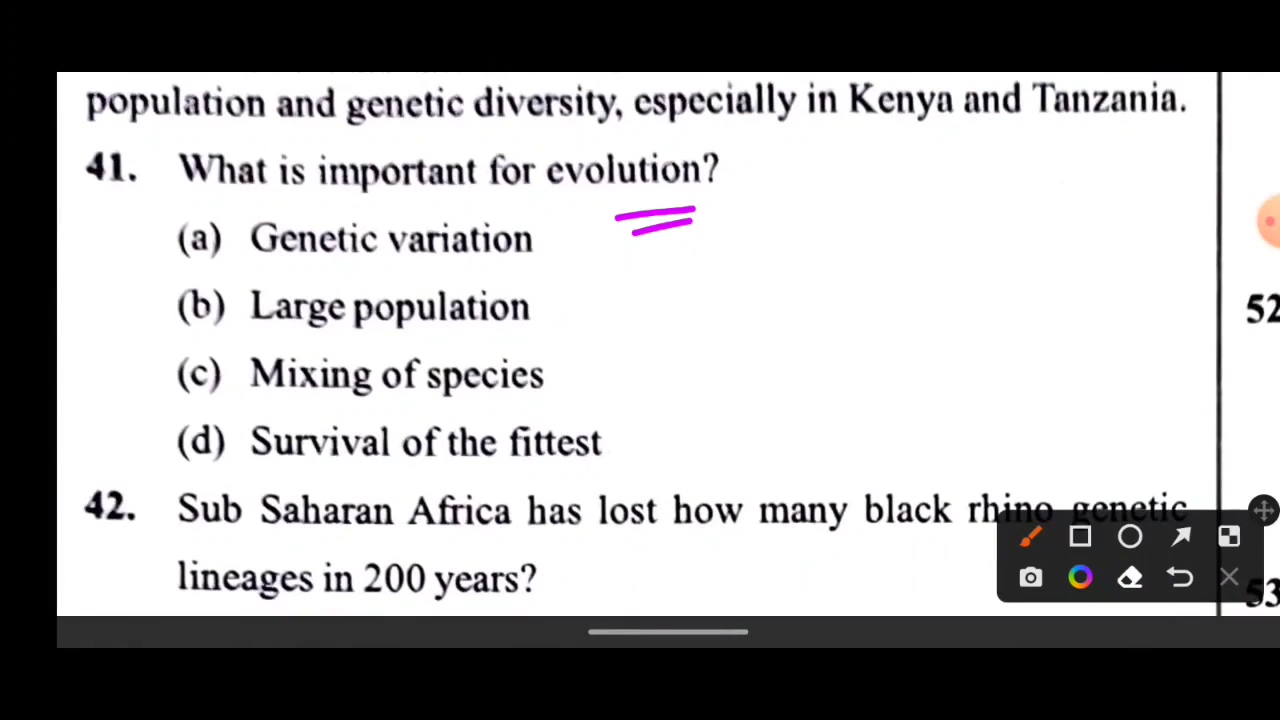 population and genetic diversity, especially in Kenya and Tanzania.
41. What is important for evolution?
(a) Genetic variation
(b) Large population
(c) Mixing of species
(d) Survival of the fittest
42. Sub Saharan Africa has lost how many black rhino genetic
lineages in 200 years?
52
53